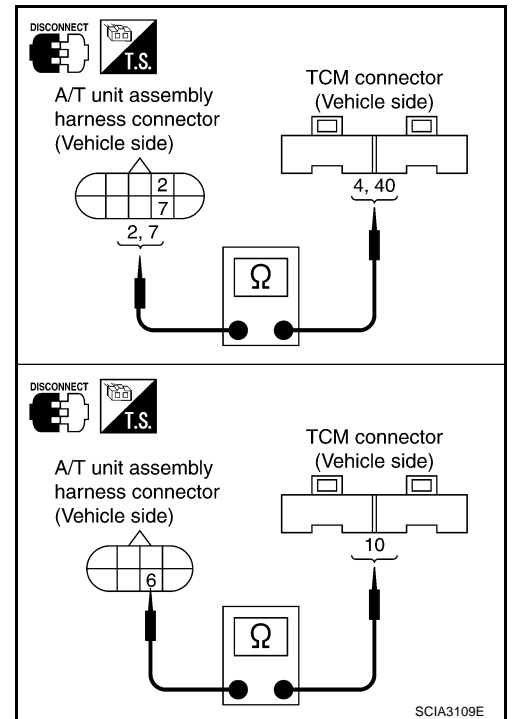 DISCONNECT
T.S.
A/T unit assembly
harness connector
(Vehicle side)
TCM connector
(Vehicle side)
2
7
2, 7
4, 40
Ω
DISCONNECT
T.S.
A/T unit assembly
harness connector
(Vehicle side)
TCM connector
(Vehicle side)
6
10
Ω
SCIA3109E